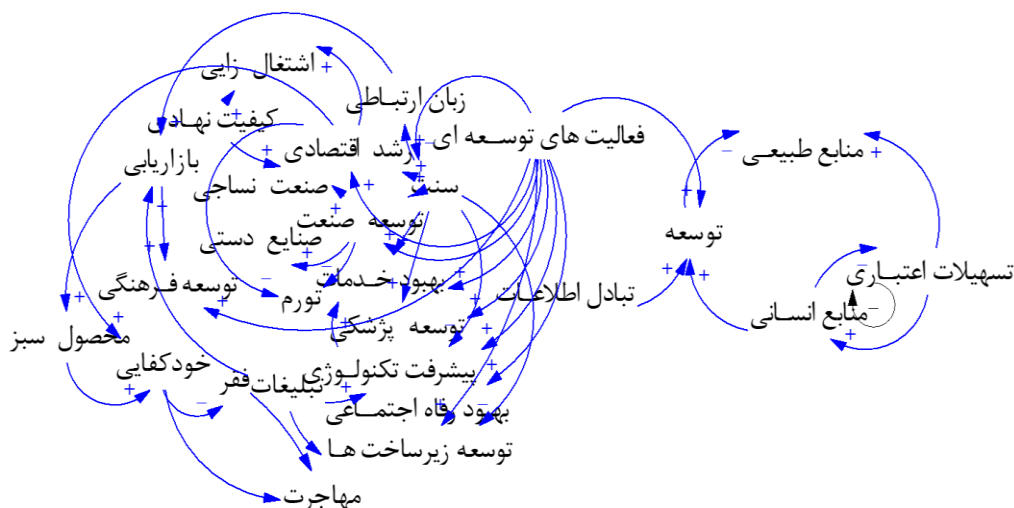 اشتغال زایی
زبان ارتباطی
کیفیت نهادی
فعالیت های توسعه ای
رشد اقتصادی
منابع طبیعی
بازاریابی
صنعت نساجی
سنت
توسعه صنعت
توسعه
صنایع دستی
تسهیلات اعتباری
بهبود خدمات
توسعه فرهنگی
تورم
تبادل اطلاعات
منابع انسانی
توسعه پزشکی
محصول سبز
خودکفایی
پیشرفت تکنولوژی
فقر
تبلیغات
بهبود رفاه اجتماعی
توسعه زیرساخت ها
مهاجرت